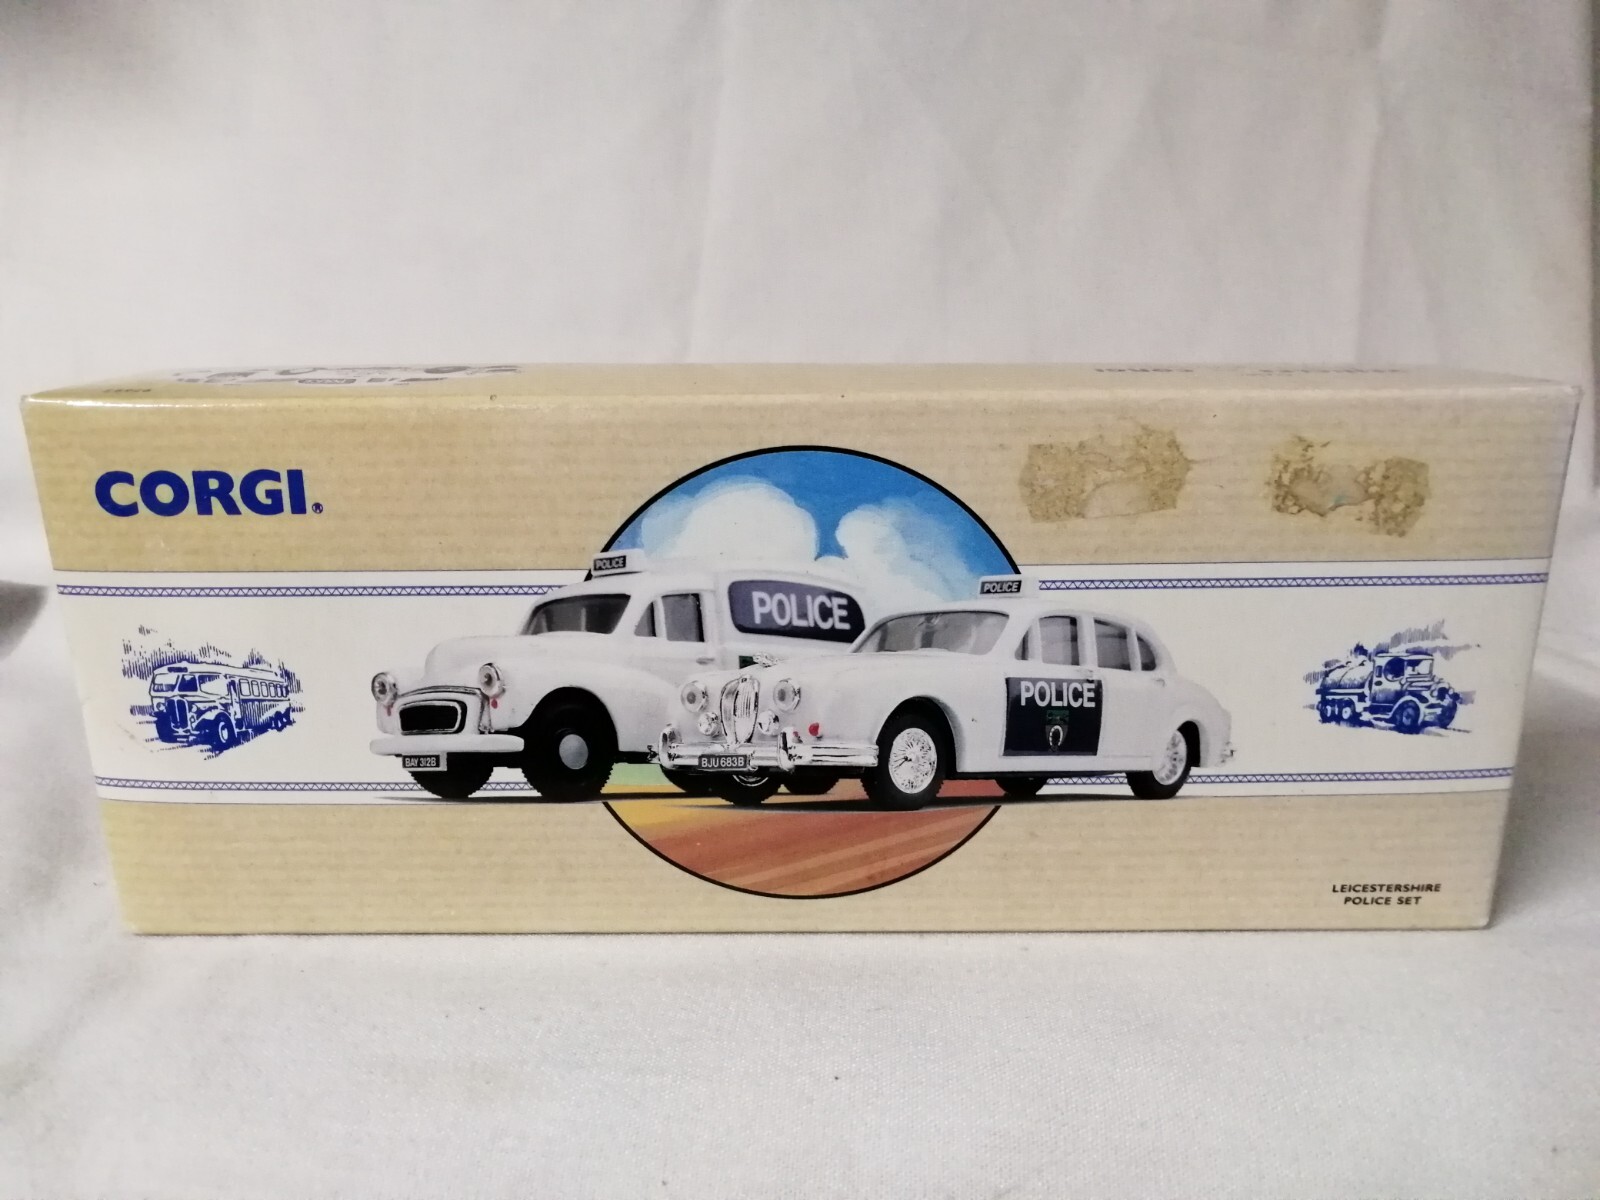 CORGI®
POLICE
POLICE
POLICE
POLICE
BAY 312B
BJU 683B
LEICESTERSHIRE
POLICE SET